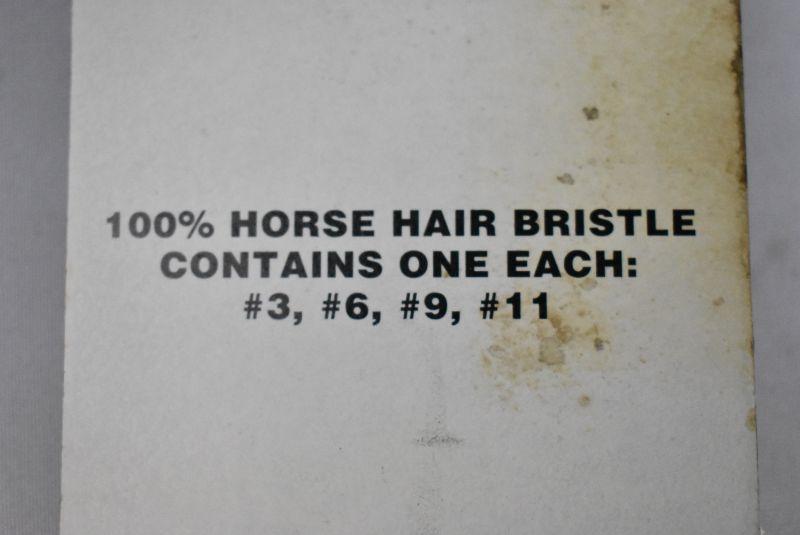 100% HORSE HAIR BRISTLE
CONTAINS ONE EACH:
#3, #6, #9, #11